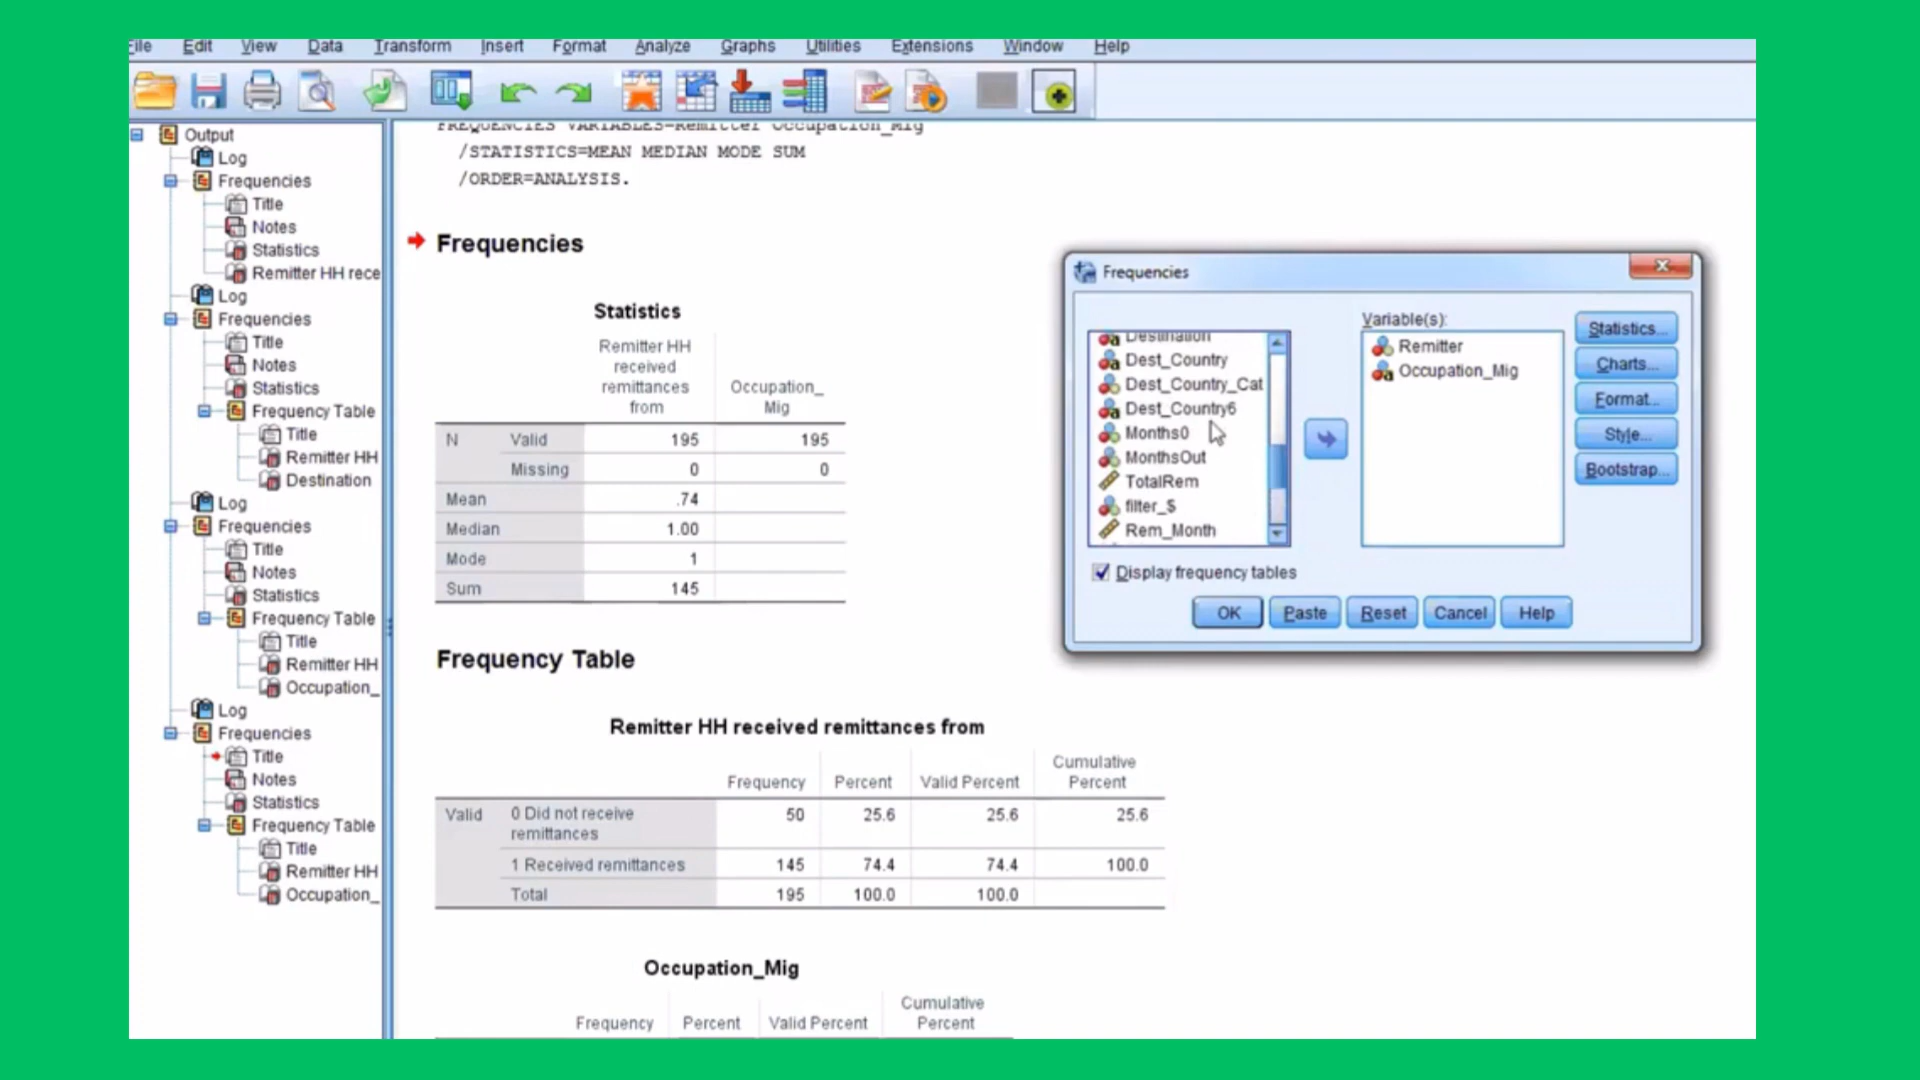 File Edit View Data Transform Insert Format Analyze Graphs Utilities Extensions Window Help
Output
Log
Frequencies
Title
Notes
Statistics
Remitter HH rece
Log
Frequencies
Title
Notes
Statistics
Frequency Table
Title
Remitter HH
Destination
Log
Frequencies
Title
Notes
Statistics
Frequency Table
Title
Remitter HH
Occupation_
Log
Frequencies
Title
Notes
Statistics
Frequency Table
Title
Remitter HH
Occupation_
FREQUENCIES VARIABLES=Remitter Occupation_Mig
/STATISTICS=MEAN MEDIAN MODE SUM
/ORDER=ANALYSIS.
Frequencies
Statistics
Remitter HH
received
remittances
from
Occupation_
Mig
N Valid 195 195
Missing 0 0
Mean .74
Median 1.00
Mode 1
Sum 145
Frequency Table
Remitter HH received remittances from
Frequency Percent Valid Percent Cumulative
Percent
Valid 0 Did not receive
remittances 50 25.6 25.6 25.6
1 Received remittances 145 74.4 74.4 100.0
Total 195 100.0 100.0
Occupation_Mig
Frequency Percent Valid Percent Cumulative
Percent
Frequencies
Destination
Dest_Country
Dest_Country_Cat
Dest_Country6
Months0
MonthsOut
TotalRem
filter_$
Rem_Month
Variable(s):
Remitter
Occupation_Mig
Statistics...
Charts...
Format...
Style...
Bootstrap...
Display frequency tables
OK Paste Reset Cancel Help